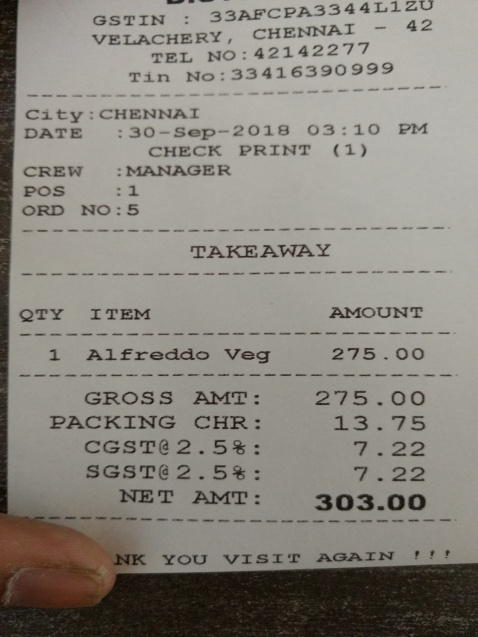 GSTIN : 33AFCPA3344L1ZU
VELACHERY, CHENNAI - 42
TEL NO:42142277
Tin No:33416390999
City:CHENNAI
DATE :30-Sep-2018 03:10 PM
CHECK PRINT (1)
CREW :MANAGER
POS :1
ORD NO:5
TAKEAWAY
QTY ITEM AMOUNT
1 Alfreddo Veg 275.00
GROSS AMT: 275.00
PACKING CHR: 13.75
CGST@2.5%: 7.22
SGST@2.5%: 7.22
NET AMT: 303.00
NK YOU VISIT AGAIN !!!